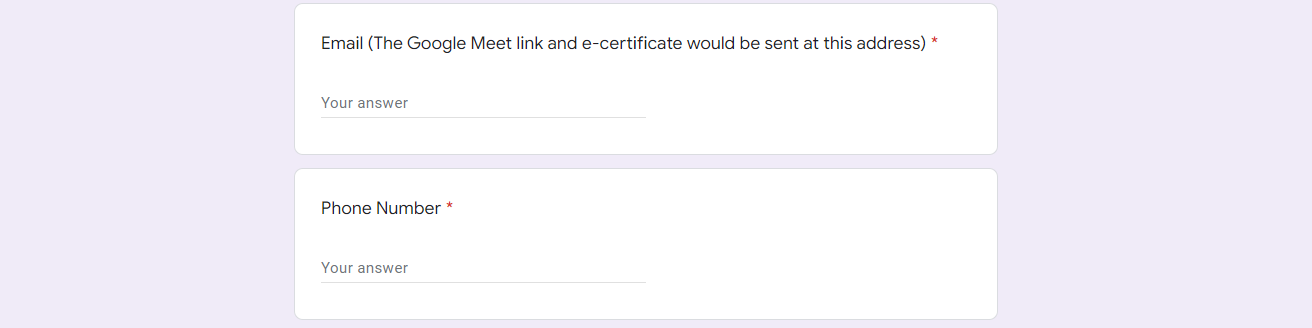 Email (The Google Meet link and e-certificate would be sent at this address) *
Your answer
Phone Number *
Your answer